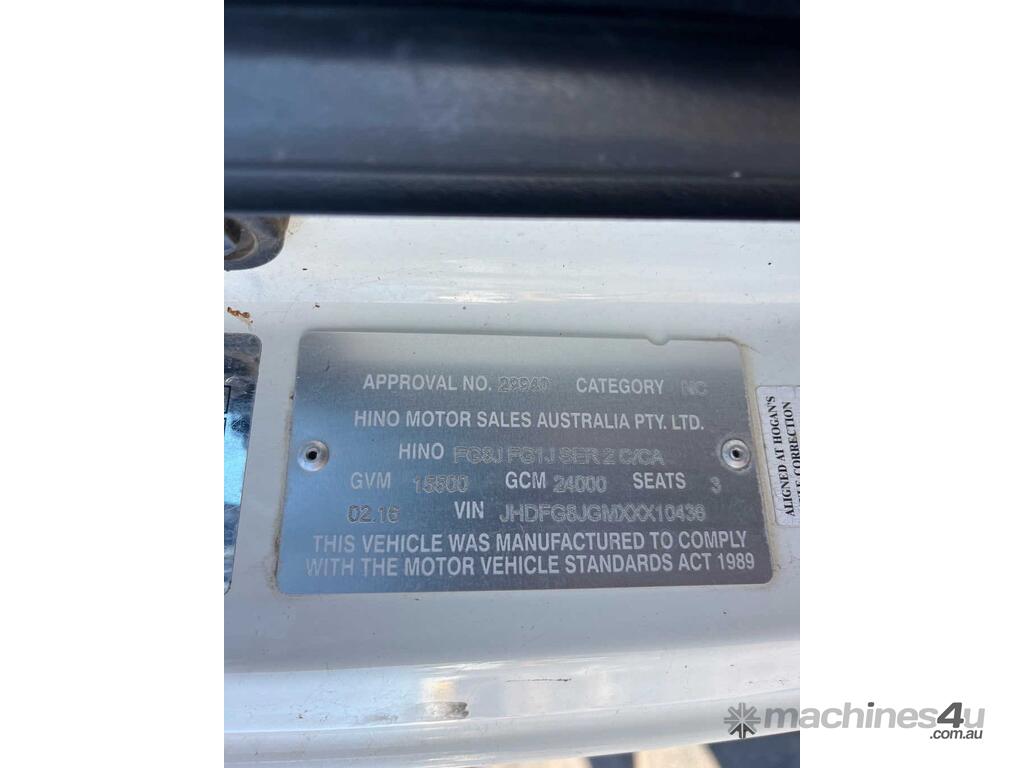 APPROVAL NO. 29940 CATEGORY NC
HINO MOTOR SALES AUSTRALIA PTY. LTD.
HINO FG8J FG1J SER 2 C/CA
GVM 15500 GCM 24000 SEATS 3
02.16 VIN JHDFG8JGMXXX10436
THIS VEHICLE WAS MANUFACTURED TO COMPLY
WITH THE MOTOR VEHICLE STANDARDS ACT 1989
ALIGNED AT HOGAN'S
CORRECTION
machines4u
.com.au